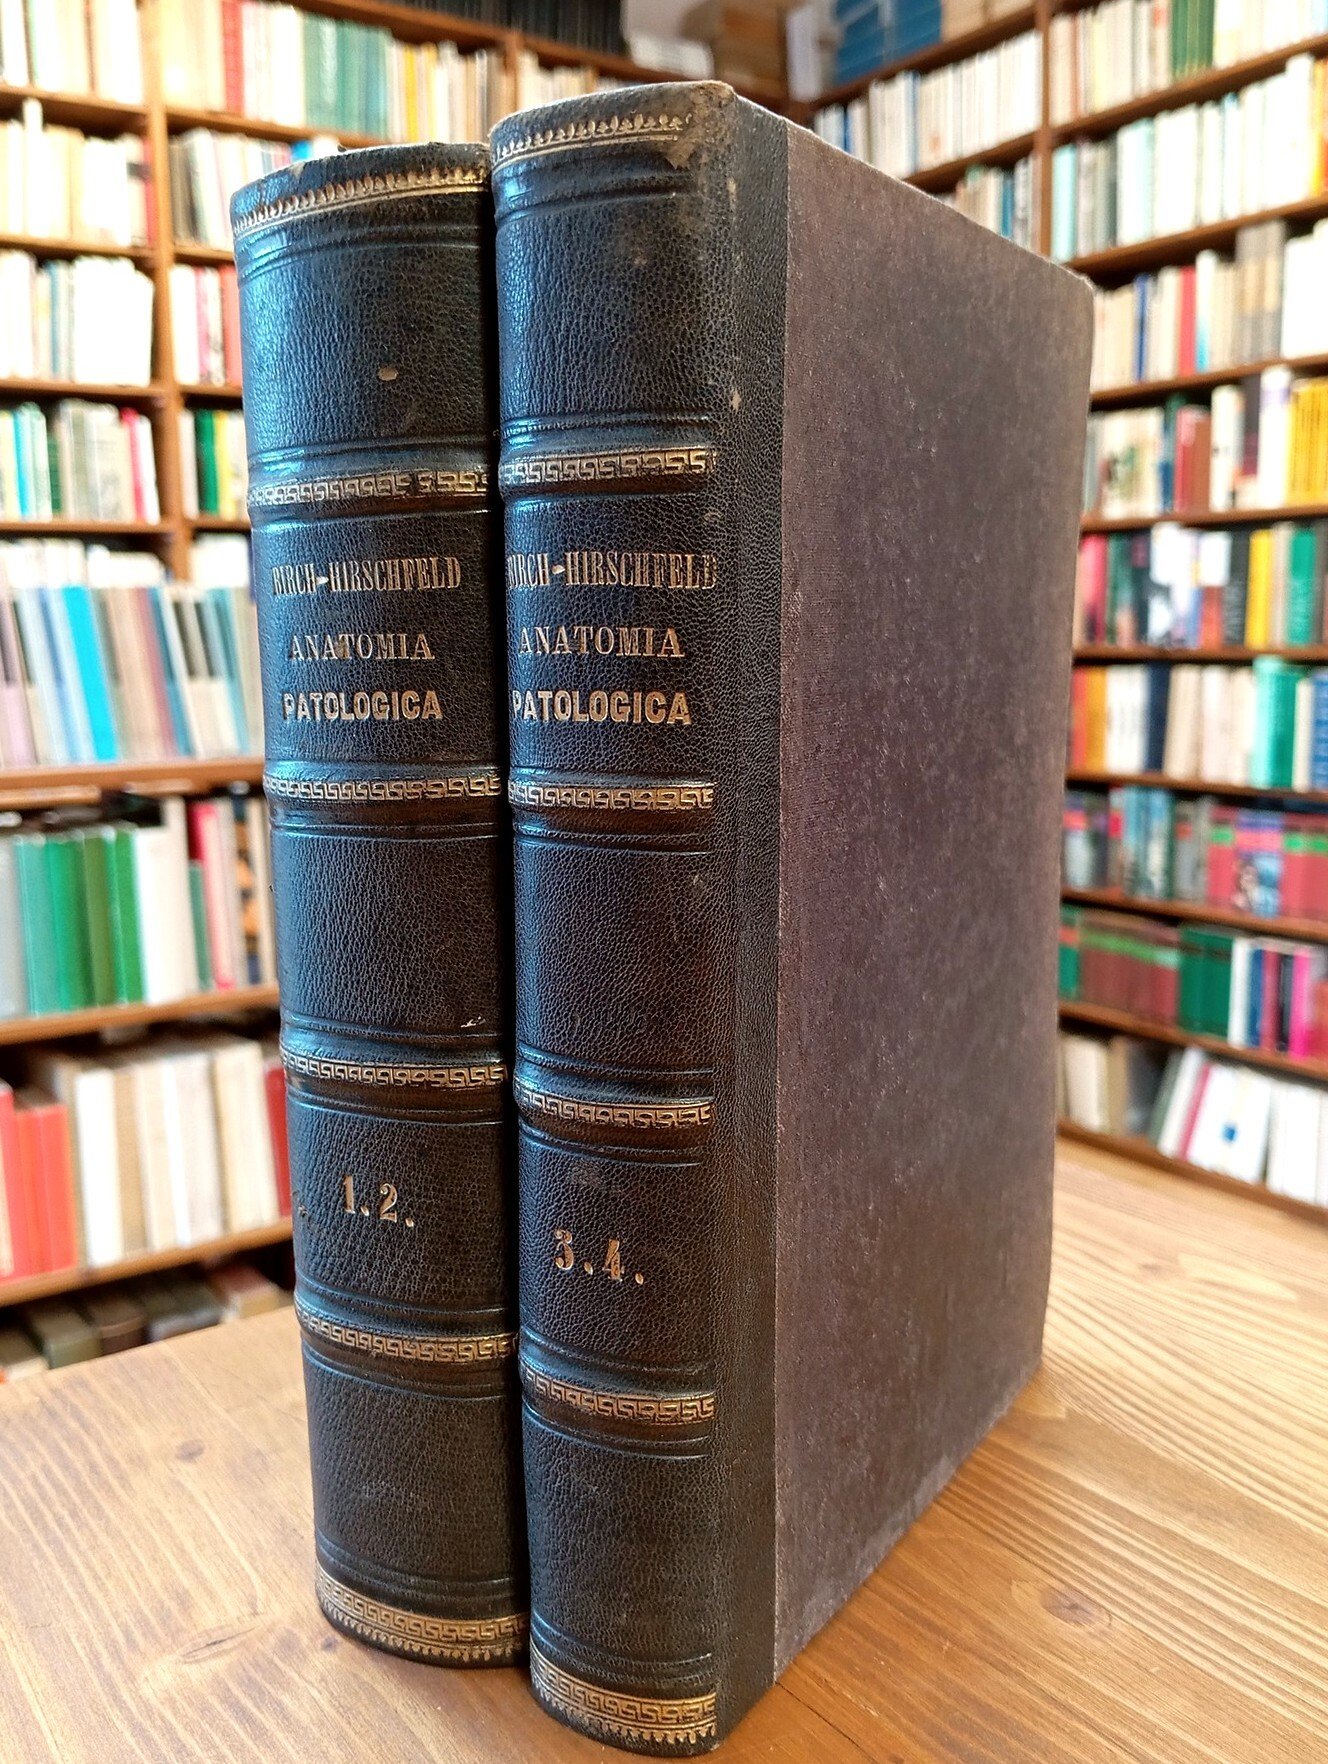 BIRCH-HIRSCHFELD
ANATOMIA
PATOLOGICA
1.2.
BIRCH-HIRSCHFELD
ANATOMIA
PATOLOGICA
3.4.